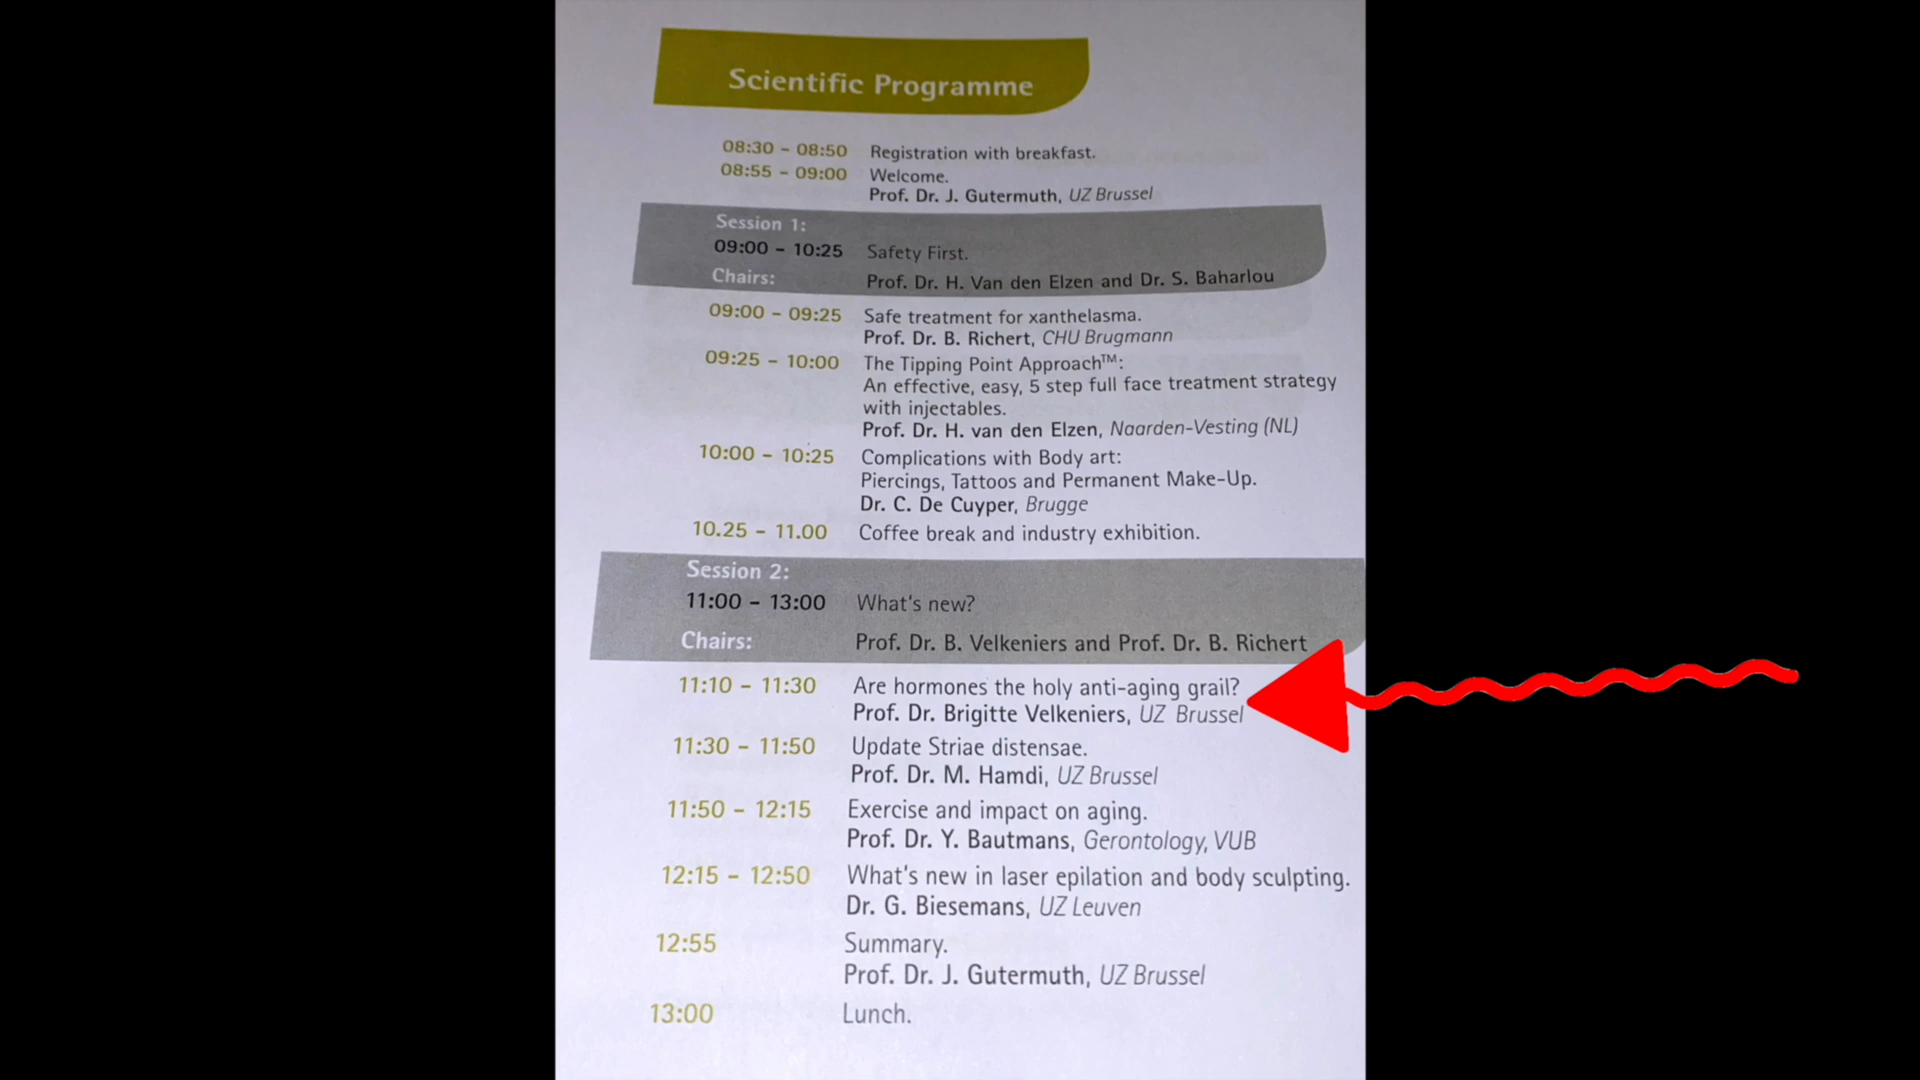 Scientific Programme
08:30 - 08:50 Registration with breakfast.
08:55 - 09:00 Welcome.
Prof. Dr. J. Gutermuth, UZ Brussel
Session 1:
09:00 - 10:25 Safety First.
Chairs: Prof. Dr. H. Van den Elzen and Dr. S. Baharlou
09:00 - 09:25 Safe treatment for xanthelasma.
Prof. Dr. B. Richert, CHU Brugmann
09:25 - 10:00 The Tipping Point Approach™:
An effective, easy, 5 step full face treatment strategy
with injectables.
Prof. Dr. H. van den Elzen, Naarden-Vesting (NL)
10:00 - 10:25 Complications with Body art:
Piercings, Tattoos and Permanent Make-Up.
Dr. C. De Cuyper, Brugge
10.25 - 11.00 Coffee break and industry exhibition.
Session 2:
11:00 - 13:00 What's new?
Chairs: Prof. Dr. B. Velkeniers and Prof. Dr. B. Richert
11:10 - 11:30 Are hormones the holy anti-aging grail?
Prof. Dr. Brigitte Velkeniers, UZ Brussel
11:30 - 11:50 Update Striae distensae.
Prof. Dr. M. Hamdi, UZ Brussel
11:50 - 12:15 Exercise and impact on aging.
Prof. Dr. Y. Bautmans, Gerontology, VUB
12:15 - 12:50 What's new in laser epilation and body sculpting.
Dr. G. Biesemans, UZ Leuven
12:55 Summary.
Prof. Dr. J. Gutermuth, UZ Brussel
13:00 Lunch.